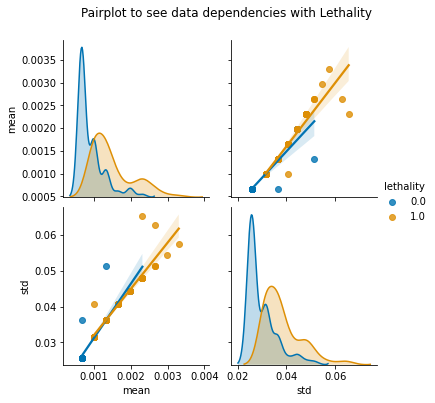 Pairplot to see data dependencies with Lethality
0.0035
0.0030
0.0025
0.0020
0.0015
0.0010
0.0005
mean
lethality
0.0
1.0
0.06
0.05
0.04
0.03
std
0.001 0.002 0.003 0.004
0.02 0.04 0.06
mean
std